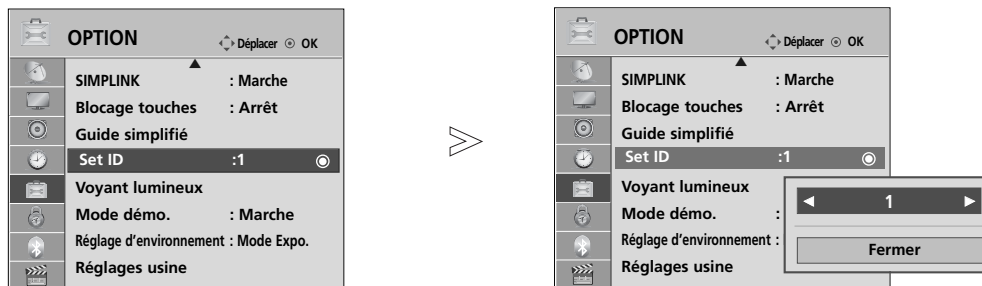 OPTION
Déplacer OK
SIMPLINK : Marche
Blocage touches : Arrêt
Guide simplifié
Set ID :1
Voyant lumineux
Mode démo. : Marche
Réglage d'environnement : Mode Expo.
Réglages usine
OPTION
Déplacer OK
SIMPLINK : Marche
Blocage touches : Arrêt
Guide simplifié
Set ID :1
Voyant lumineux
Mode démo. :
Réglage d'environnement :
Réglages usine
1
Fermer